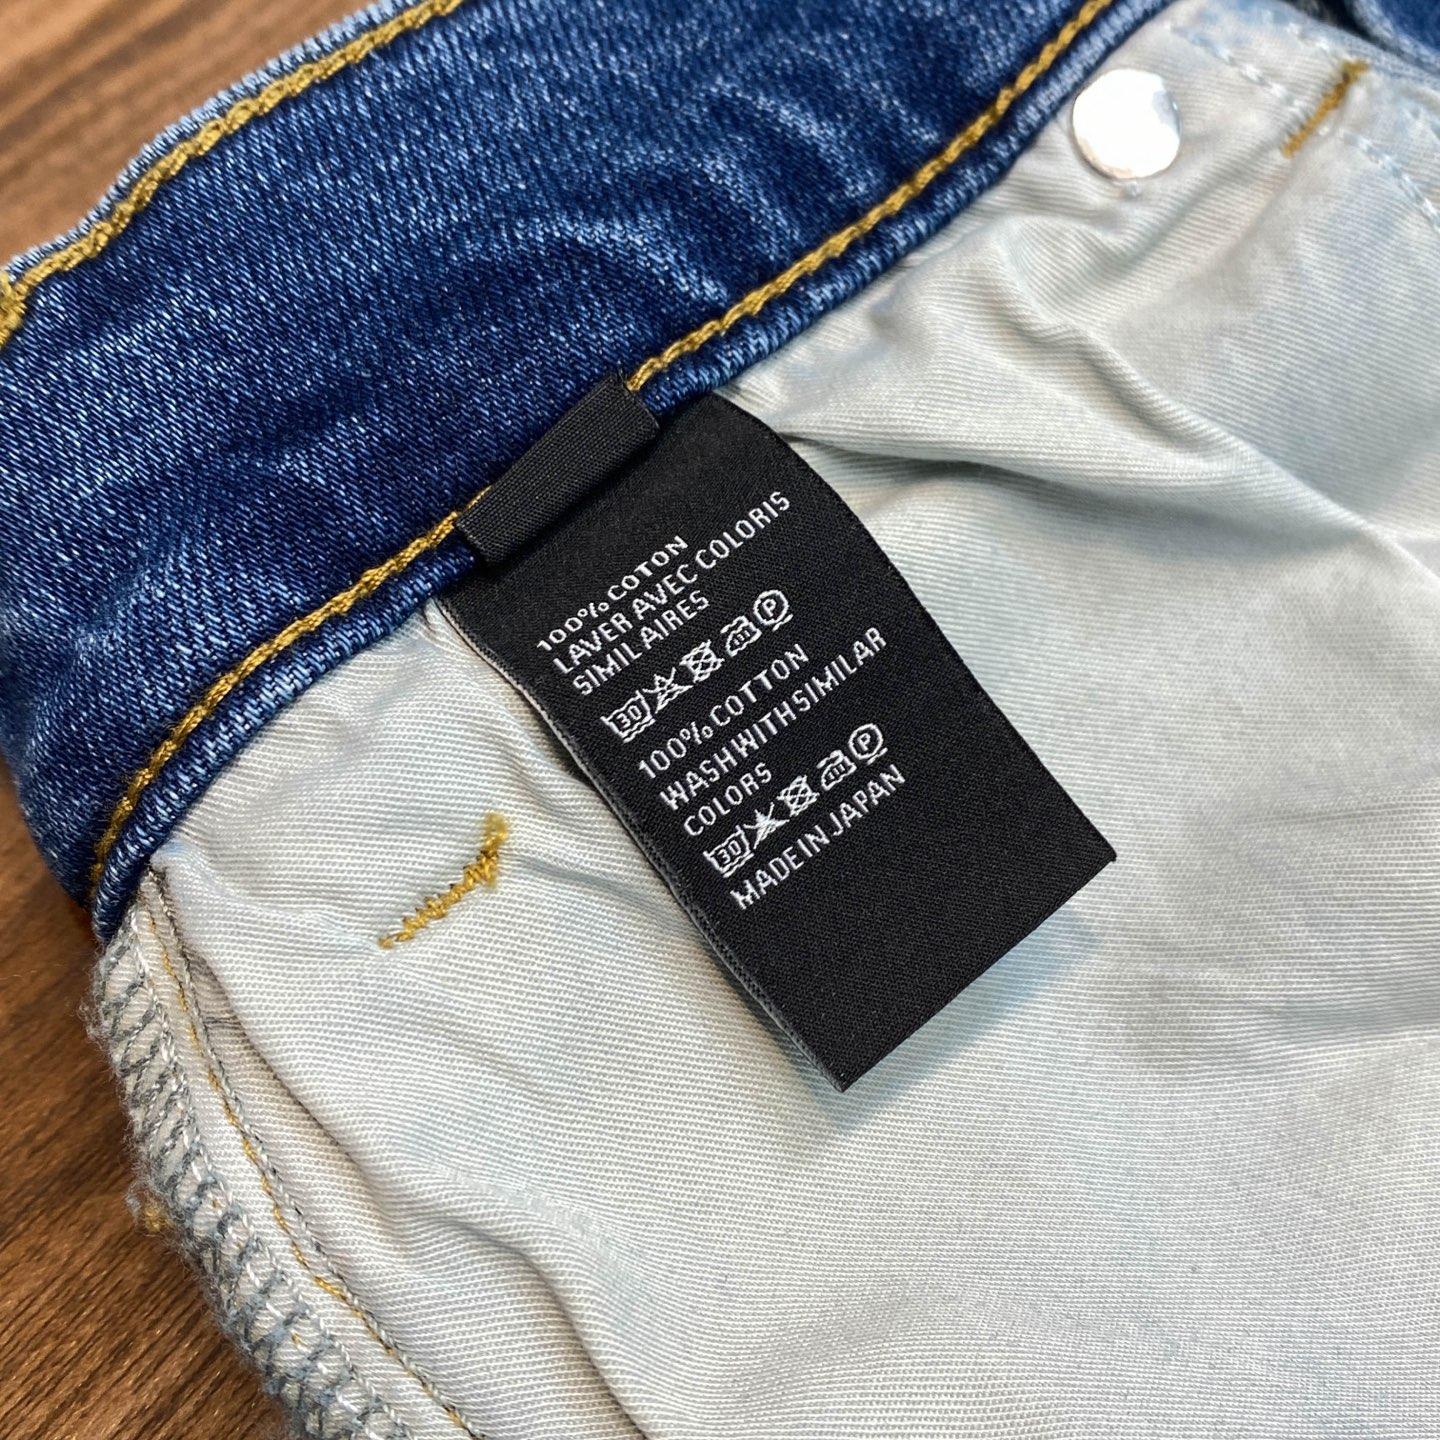 100% COTON
LAVER AVEC COLORIS
SIMILAIRES
30 P
100% COTTON
WASH WITH SIMILAR
COLORS
30 P
MADE IN JAPAN